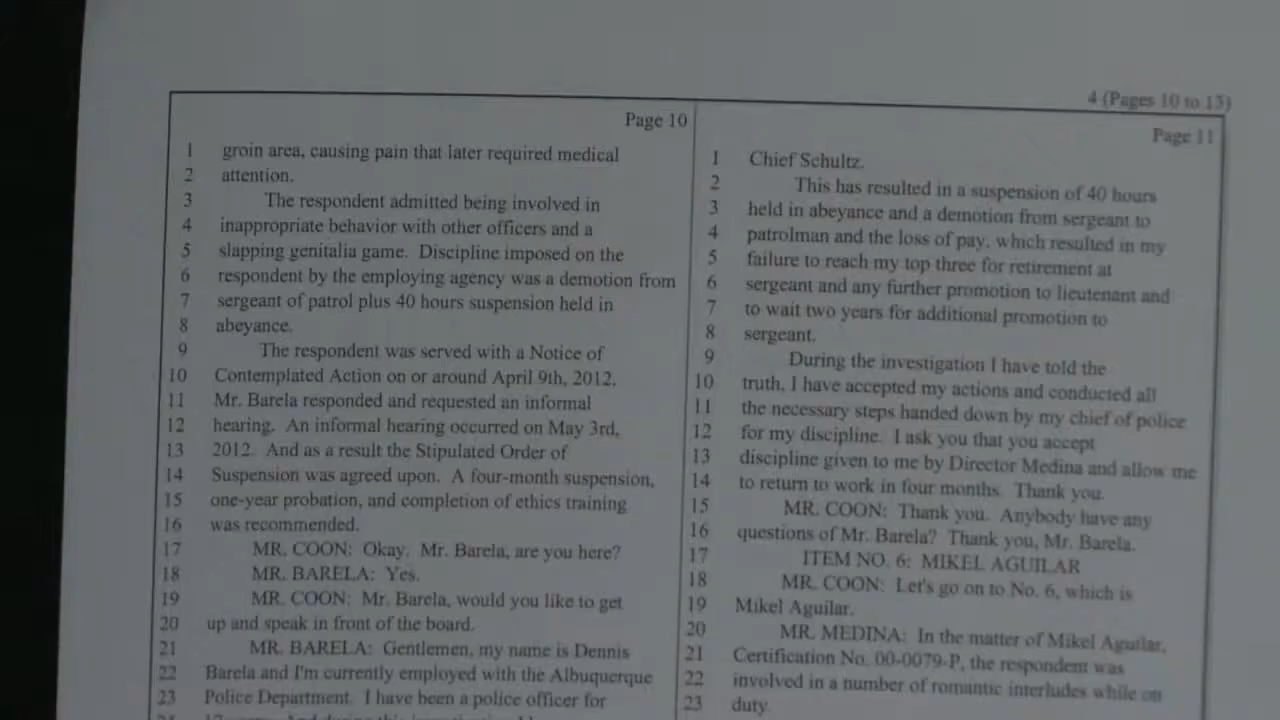 4 (Pages 10 to 13)
Page 10
1 groin area, causing pain that later required medical
2 attention.
3 The respondent admitted being involved in
4 inappropriate behavior with other officers and a
5 slapping genitalia game. Discipline imposed on the
6 respondent by the employing agency was a demotion from
7 sergeant of patrol plus 40 hours suspension held in
8 abeyance.
9 The respondent was served with a Notice of
10 Contemplated Action on or around April 9th, 2012.
11 Mr. Barela responded and requested an informal
12 hearing. An informal hearing occurred on May 3rd,
13 2012. And as a result the Stipulated Order of
14 Suspension was agreed upon. A four-month suspension,
15 one-year probation, and completion of ethics training
16 was recommended.
17 MR. COON: Okay. Mr. Barela, are you here?
18 MR. BARELA: Yes.
19 MR. COON: Mr. Barela, would you like to get
20 up and speak in front of the board.
21 MR. BARELA: Gentlemen, my name is Dennis
22 Barela and I'm currently employed with the Albuquerque
23 Police Department. I have been a police officer for
Page 11
1 Chief Schultz.
2 This has resulted in a suspension of 40 hours
3 held in abeyance and a demotion from sergeant to
4 patrolman and the loss of pay, which resulted in my
5 failure to reach my top three for retirement at
6 sergeant and any further promotion to lieutenant and
7 to wait two years for additional promotion to
8 sergeant.
9 During the investigation I have told the
10 truth, I have accepted my actions and conducted all
11 the necessary steps handed down by my chief of police
12 for my discipline. I ask you that you accept
13 discipline given to me by Director Medina and allow me
14 to return to work in four months. Thank you.
15 MR. COON: Thank you. Anybody have any
16 questions of Mr. Barela? Thank you, Mr. Barela.
17 ITEM NO. 6: MIKEL AGUILAR
18 MR. COON: Let's go on to No. 6, which is
19 Mikel Aguilar.
20 MR. MEDINA: In the matter of Mikel Aguilar,
21 Certification No. 00-0079-P, the respondent was
22 involved in a number of romantic interludes while on
23 duty.